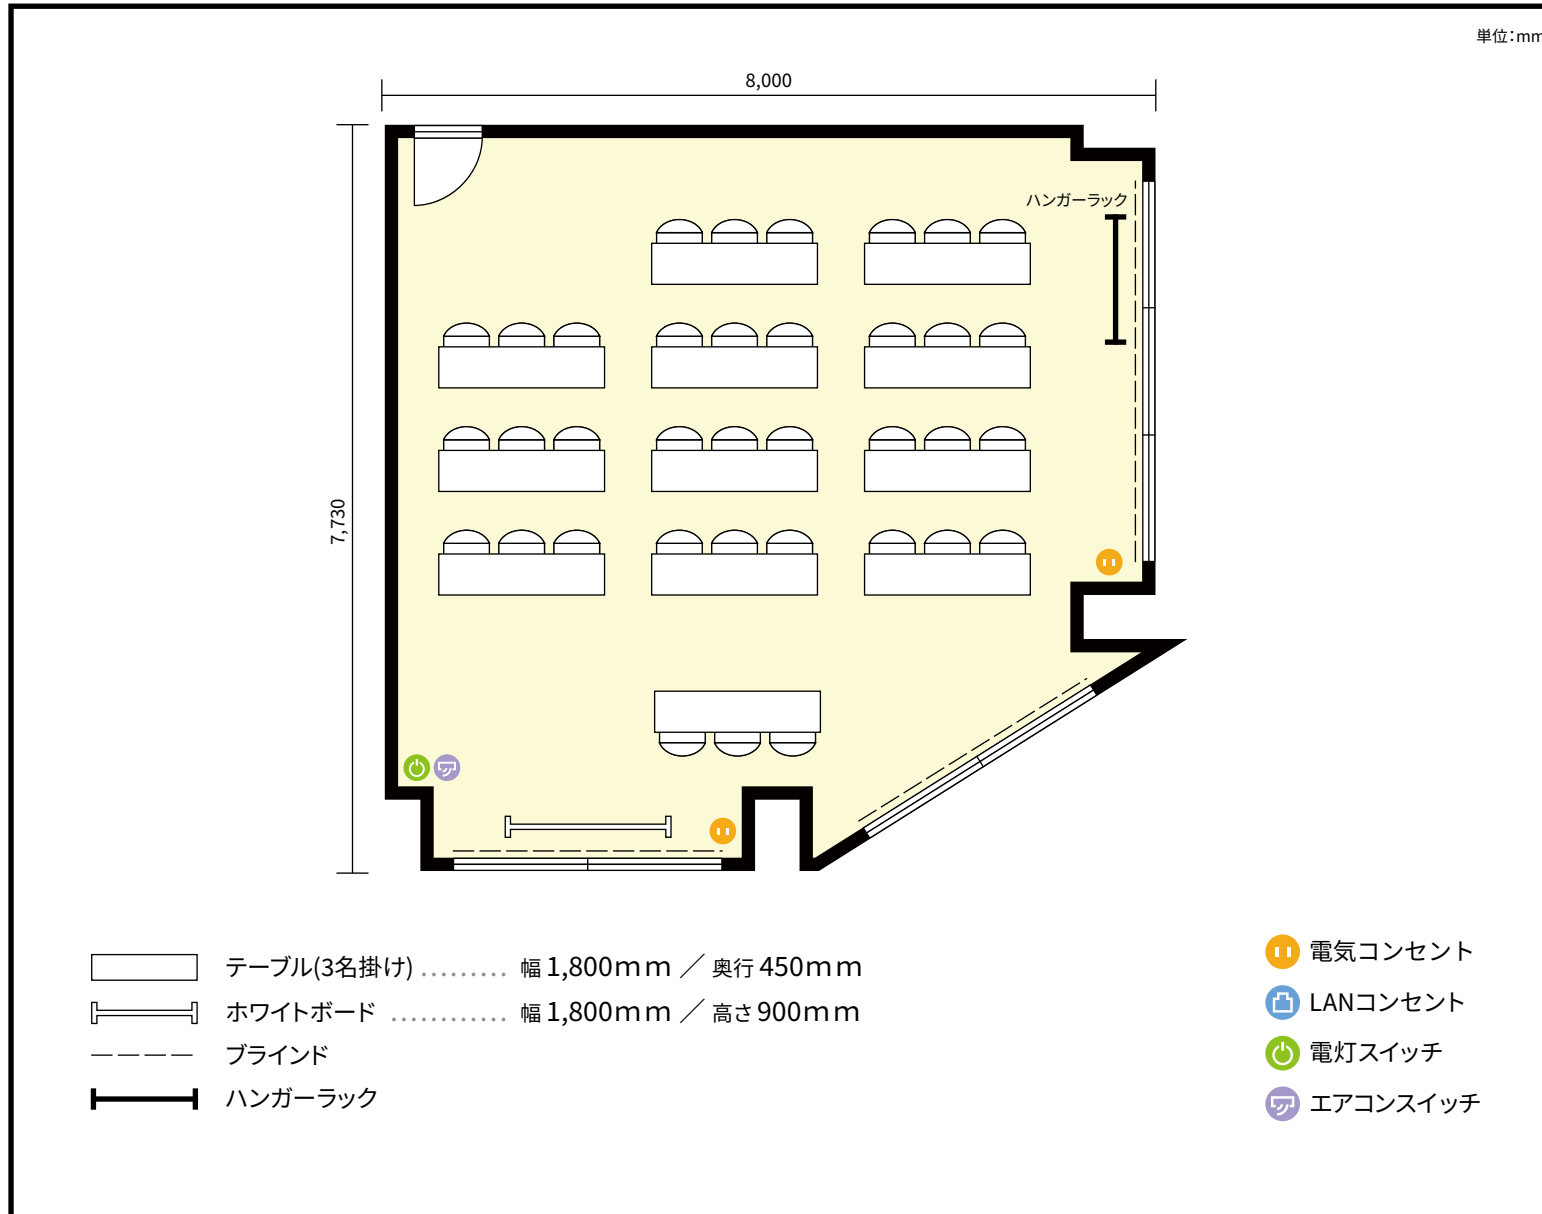 単位:mm
8,000
ハンガーラック
7,730
テーブル(3名掛け) ......... 幅 1,800mm ／ 奥行 450mm
ホワイトボード ............ 幅 1,800mm ／ 高さ 900mm
ブラインド
ハンガーラック
電気コンセント
LANコンセント
電灯スイッチ
エアコンスイッチ